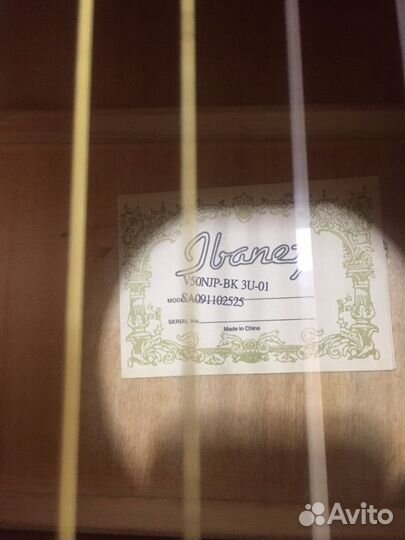 Ibanez
V50NJP-BK 3U-01
MODEL
SA091102525
SERIAL No.
Made in China
Avito